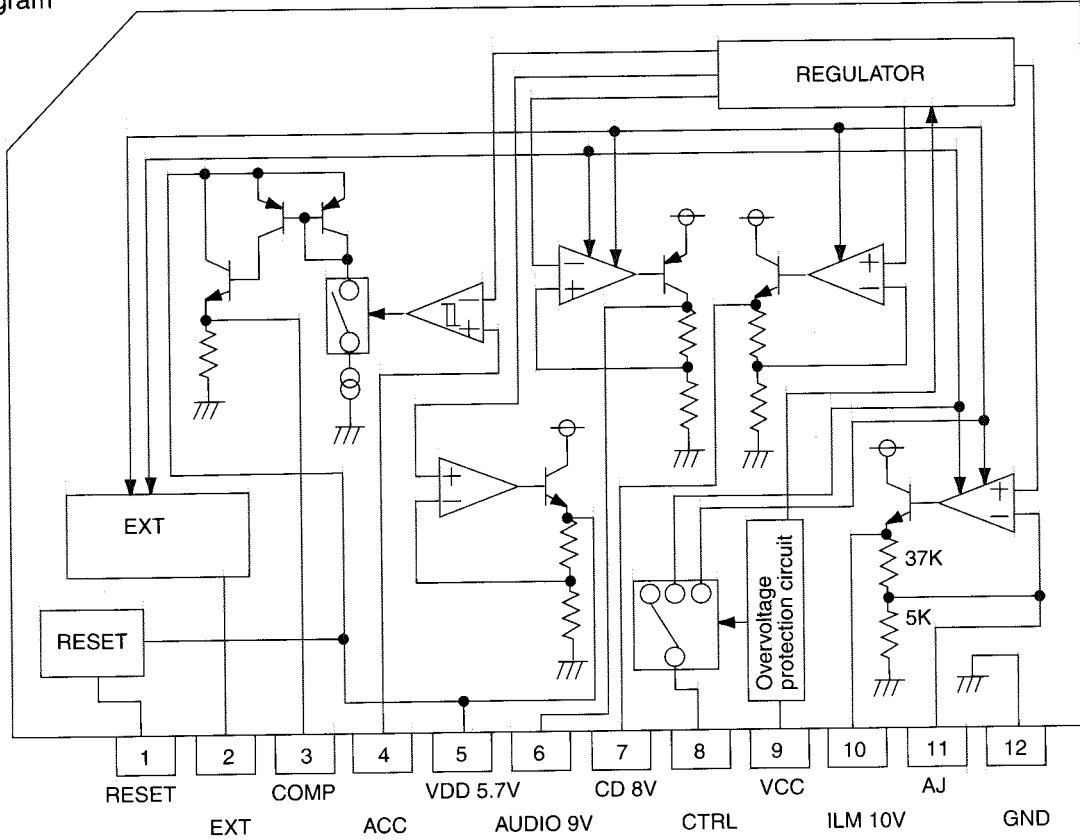 gram
REGULATOR
EXT
RESET
Overvoltage
protection circuit
37K
5K
1 2 3 4 5 6 7 8 9 10 11 12
RESET COMP VDD 5.7V CD 8V VCC AJ
EXT ACC AUDIO 9V CTRL ILM 10V GND